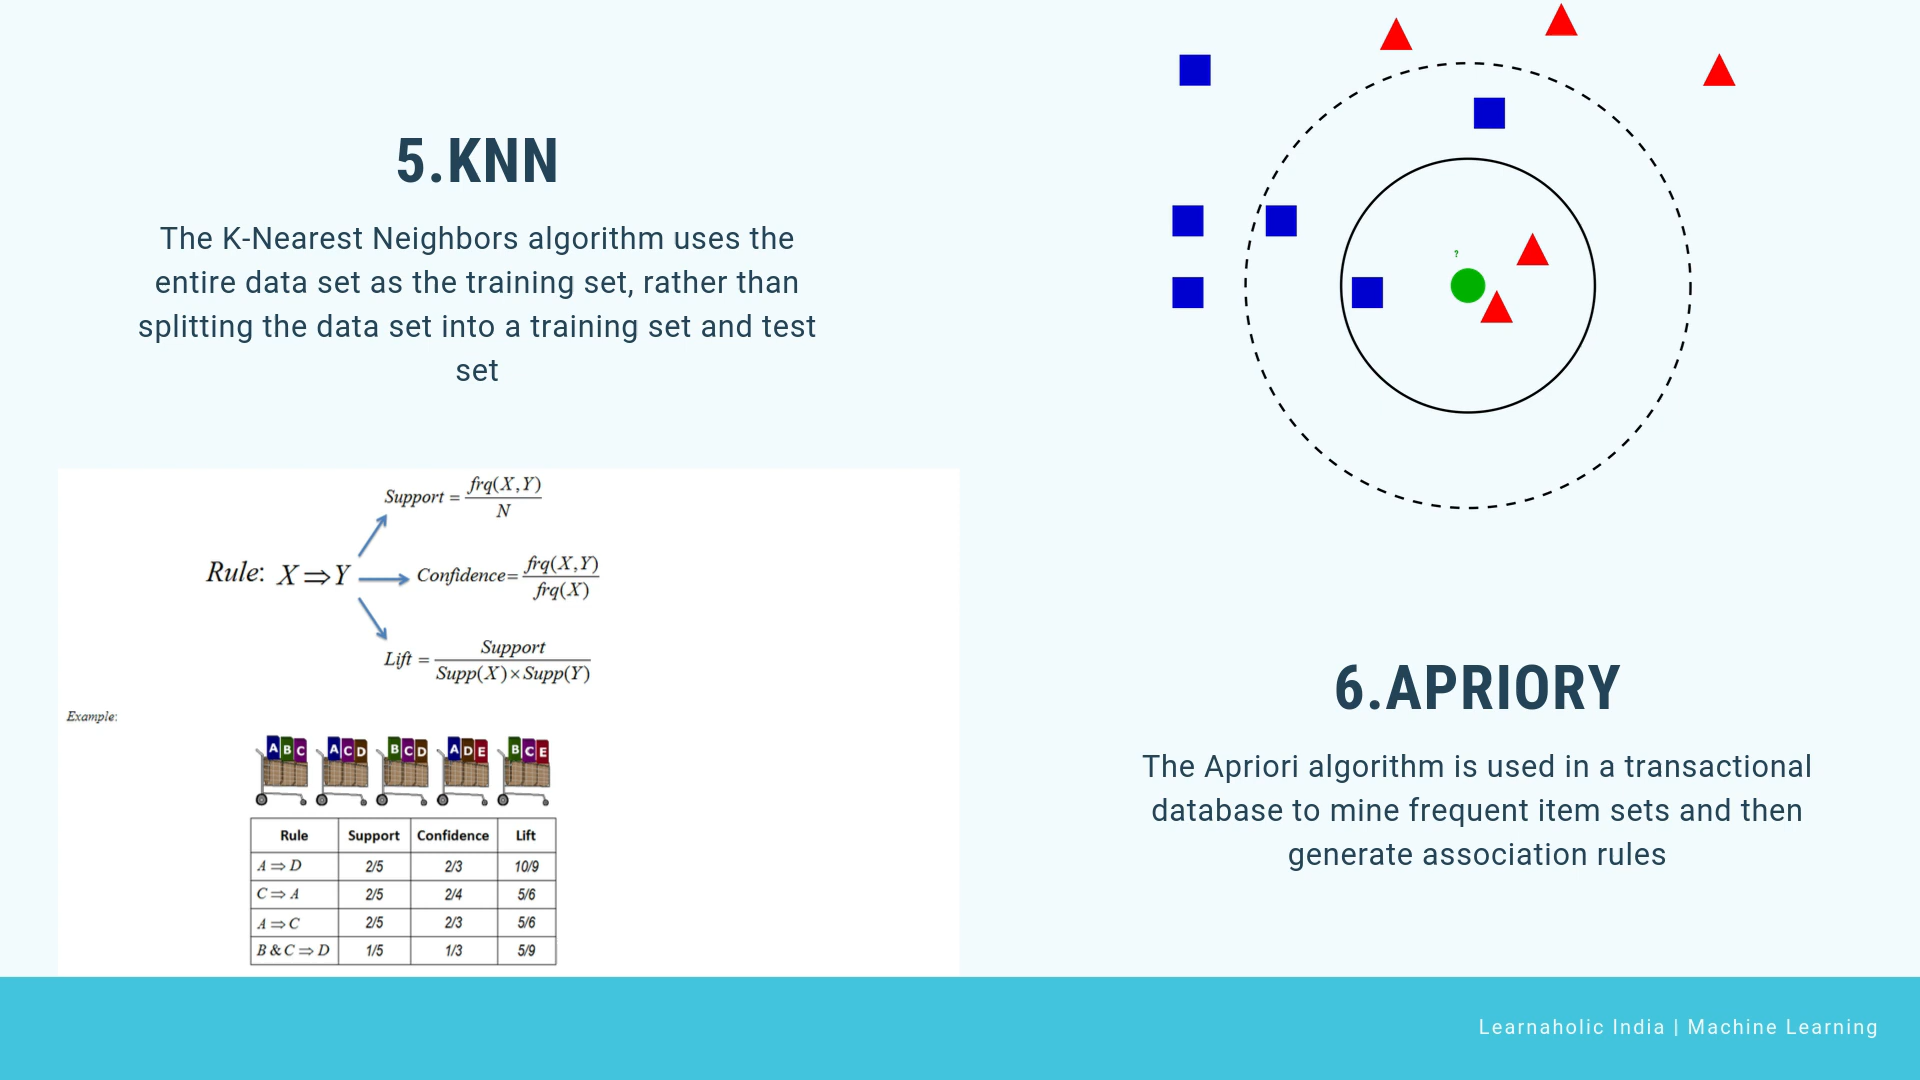 5.KNN
The K-Nearest Neighbors algorithm uses the
entire data set as the training set, rather than
splitting the data set into a training set and test
set
?
Support = frq(X,Y) / N
Rule: X ⇒ Y
Confidence= frq(X,Y) / frq(X)
Lift = Support / Supp(X)×Supp(Y)
Example:
A B C A C D B C D A D E B C E
Rule Support Confidence Lift
A ⇒ D 2/5 2/3 10/9
C ⇒ A 2/5 2/4 5/6
A ⇒ C 2/5 2/3 5/6
B & C ⇒ D 1/5 1/3 5/9
6.APRIORY
The Apriori algorithm is used in a transactional
database to mine frequent item sets and then
generate association rules
Learnaholic India | Machine Learning